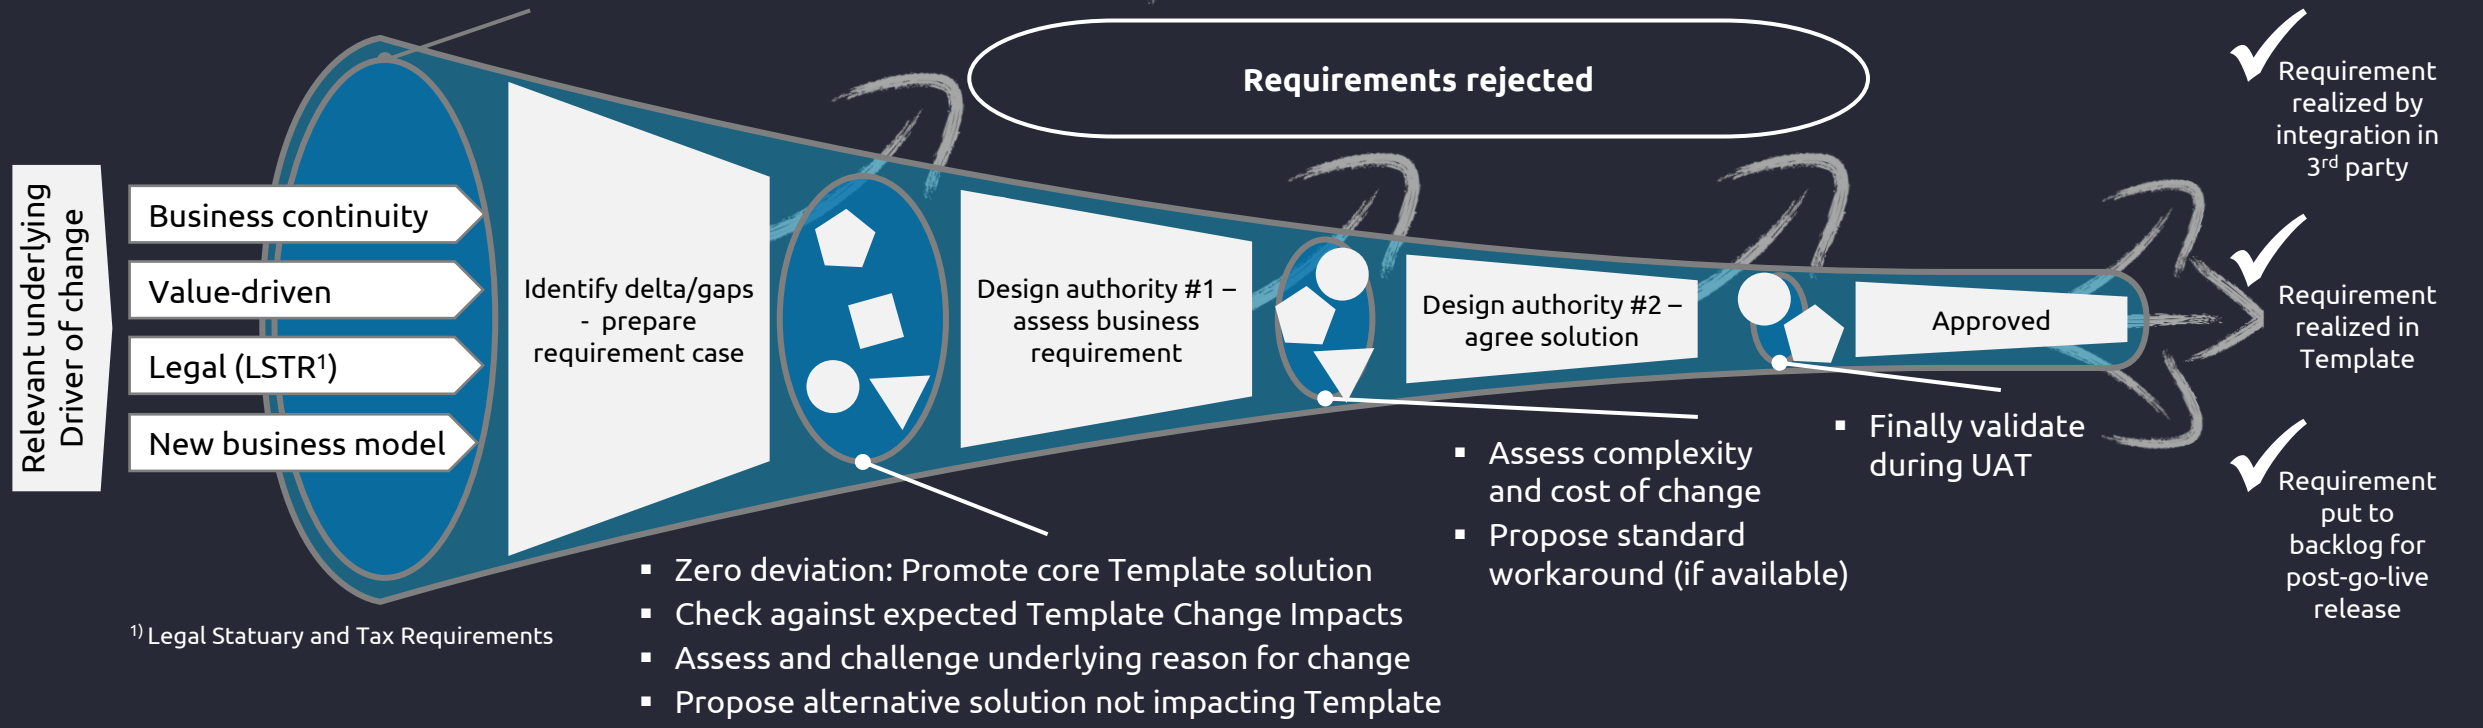 Requirements rejected
Relevant underlying
Driver of change
Business continuity
Value-driven
Legal (LSTR¹)
New business model
Identify delta/gaps
- prepare
requirement case
Design authority #1 –
assess business
requirement
Design authority #2 –
agree solution
Approved
▪ Zero deviation: Promote core Template solution
▪ Check against expected Template Change Impacts
▪ Assess and challenge underlying reason for change
▪ Propose alternative solution not impacting Template
▪ Assess complexity
and cost of change
▪ Propose standard
workaround (if available)
▪ Finally validate
during UAT
Requirement
realized by
integration in
3rd party
Requirement
realized in
Template
Requirement
put to
backlog for
post-go-live
release
¹⁾ Legal Statuary and Tax Requirements